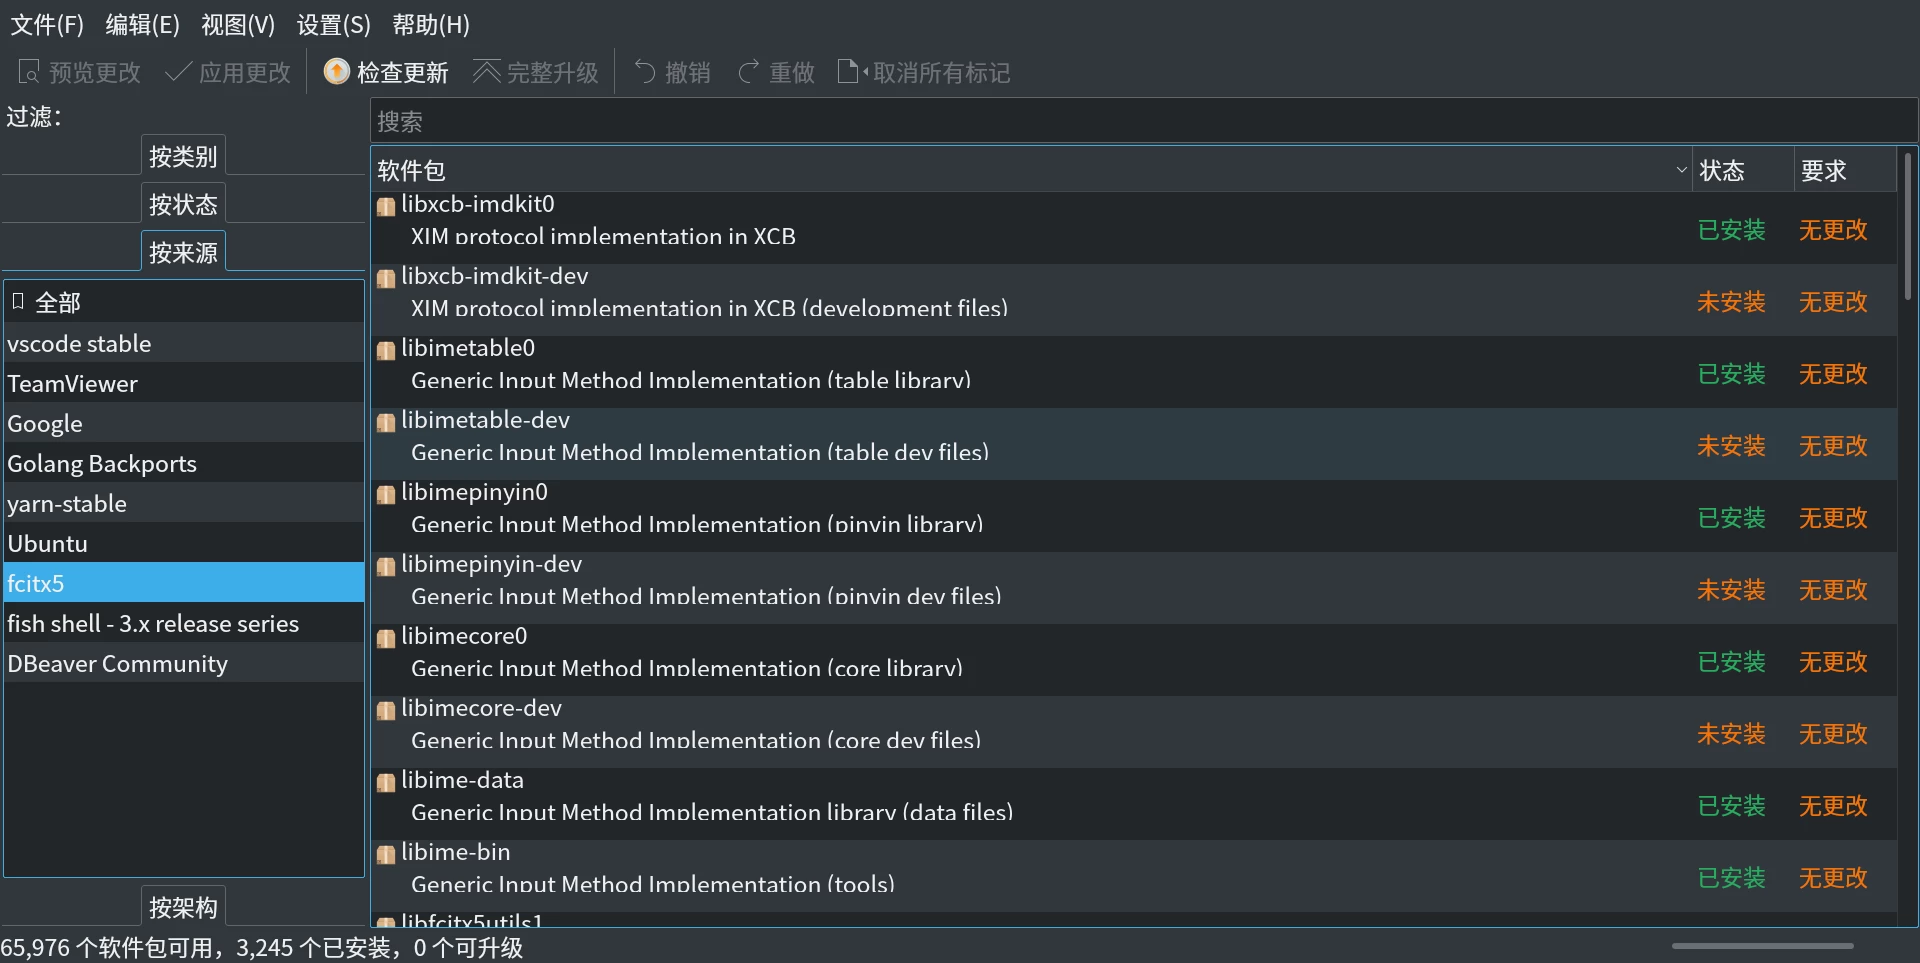 文件(F) 编辑(E) 视图(V) 设置(S) 帮助(H)
预览更改 应用更改 检查更新 完整升级 撤销 重做 取消所有标记
过滤：
按类别
按状态
按来源
全部
vscode stable
TeamViewer
Google
Golang Backports
yarn-stable
Ubuntu
fcitx5
fish shell - 3.x release series
DBeaver Community
按架构
搜索
软件包 状态 要求
libxcb-imdkit0
XIM protocol implementation in XCB
已安装 无更改
libxcb-imdkit-dev
XIM protocol implementation in XCB (development files)
未安装 无更改
libimetable0
Generic Input Method Implementation (table library)
已安装 无更改
libimetable-dev
Generic Input Method Implementation (table dev files)
未安装 无更改
libimepinyin0
Generic Input Method Implementation (pinyin library)
已安装 无更改
libimepinyin-dev
Generic Input Method Implementation (pinyin dev files)
未安装 无更改
libimecore0
Generic Input Method Implementation (core library)
已安装 无更改
libimecore-dev
Generic Input Method Implementation (core dev files)
未安装 无更改
libime-data
Generic Input Method Implementation library (data files)
已安装 无更改
libime-bin
Generic Input Method Implementation (tools)
已安装 无更改
libfcitx5utils1
65,976 个软件包可用，3,245 个已安装，0 个可升级